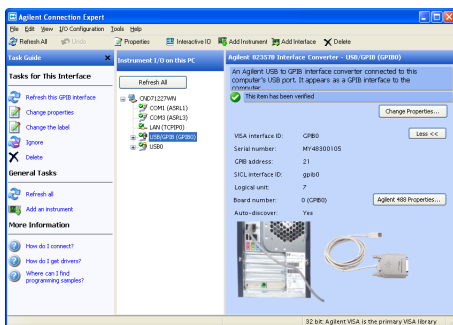 Agilent Connection Expert
File Edit View I/O Configuration Tools Help
Refresh All Undo Properties Interactive IO Add Instrument Add Interface Delete
Task Guide
Tasks for This Interface
Refresh this GPIB interface
Change properties
Change the label
Ignore
Delete
General Tasks
Refresh all
Add an instrument
More Information
How do I connect?
How do I get drivers?
Where can I find
programming samples?
Instrument I/O on this PC
Refresh All
CND71227WN
COM1 (ASRL1)
COM3 (ASRL3)
LAN (TCPIP0)
USB/GPIB (GPIB0)
USB0
Agilent 82357B Interface Converter - USB/GPIB (GPIB0)
An Agilent USB to GPIB interface converter connected to this
computer's USB port. It appears as a GPIB interface to the
computer.
This item has been verified
Change Properties...
VISA interface ID: GPIB0
Less <<
Serial number: MY48300105
GPIB address: 21
SICL interface ID: gpib0
Logical unit: 7
Board number: 0 (GPIB0)
Agilent 488 Properties...
Auto-discover: Yes
32 bit: Agilent VISA is the primary VISA library